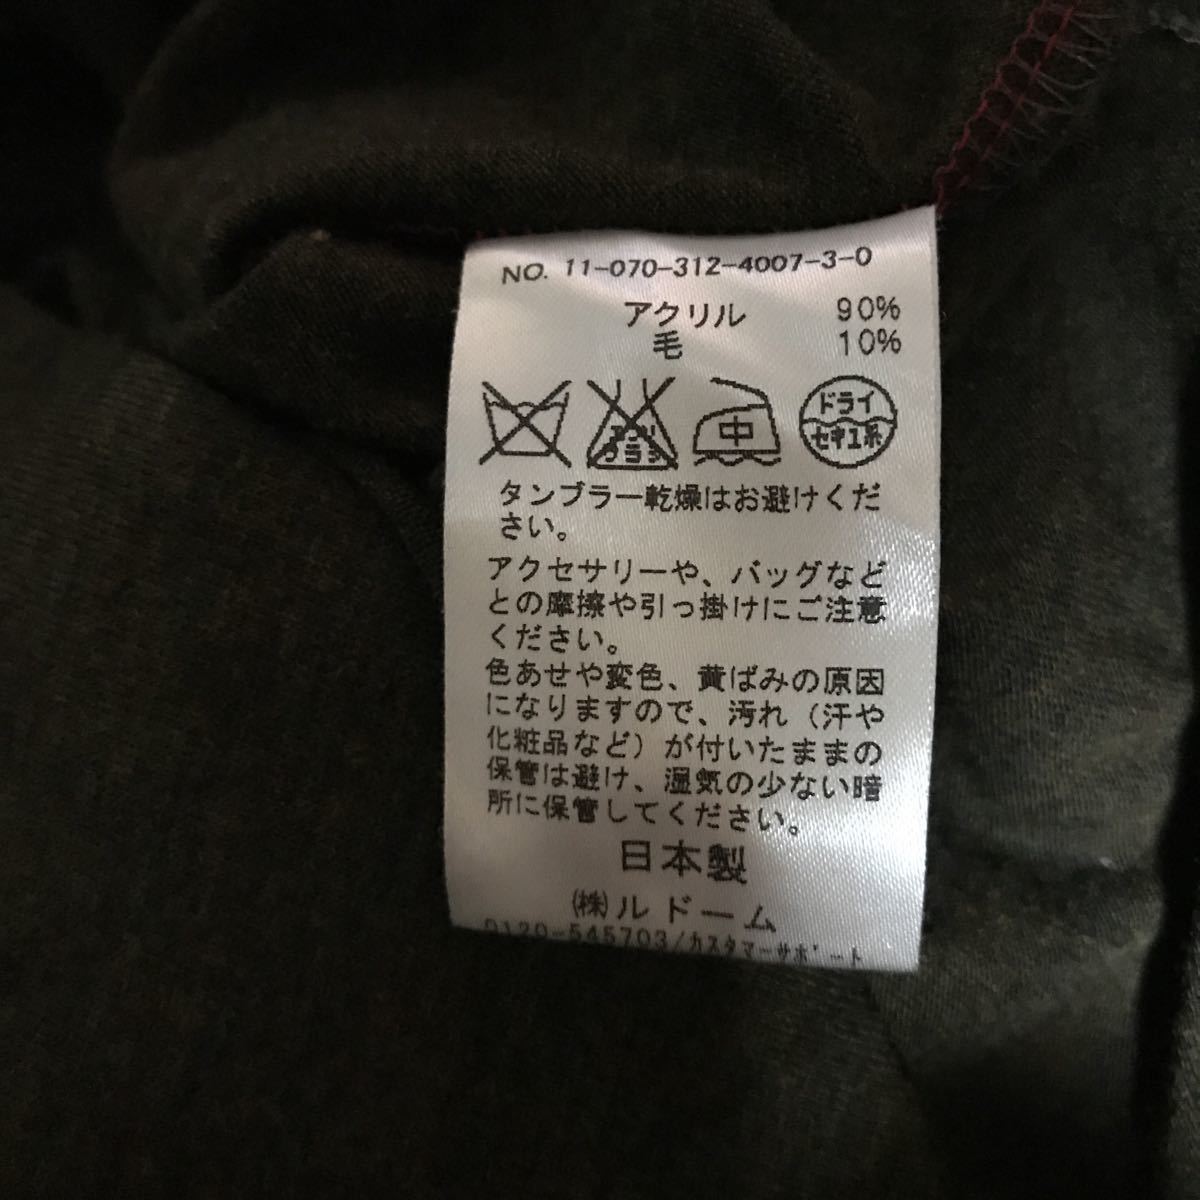 NO. 11-070-312-4007-3-0
アクリル 90%
毛 10%
エンソ
サラシ
中
ドライ
セキユ系
タンブラー乾燥はお避けくだ
さい。
アクセサリーや、バッグなど
との摩擦や引っ掛けにご注意
ください。
色あせや変色、黄ばみの原因
になりますので、汚れ（汗や
化粧品など）が付いたままの
保管は避け、湿気の少ない暗
所に保管してください。
日本製
㈱ルドーム
0120-545703/カスタマーサポート